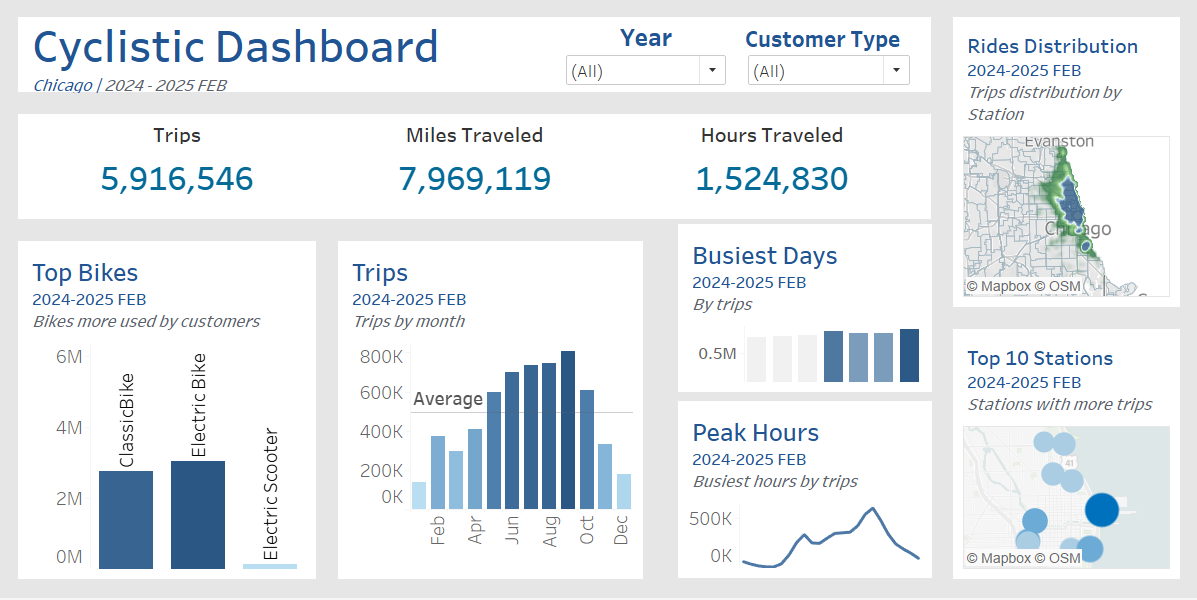 Cyclistic Dashboard
Chicago | 2024 - 2025 FEB
Year
(All)
Customer Type
(All)
Trips
5,916,546
Miles Traveled
7,969,119
Hours Traveled
1,524,830
Top Bikes
2024-2025 FEB
Bikes more used by customers
6M
4M
2M
0M
ClassicBike
Electric Bike
Electric Scooter
Trips
2024-2025 FEB
Trips by month
800K
600K
400K
200K
0K
Average
Feb
Apr
Jun
Aug
Oct
Dec
Busiest Days
2024-2025 FEB
By trips
0.5M
Peak Hours
2024-2025 FEB
Busiest hours by trips
500K
0K
Rides Distribution
2024-2025 FEB
Trips distribution by
Station
Evanston
Chicago
© Mapbox © OSM
Top 10 Stations
2024-2025 FEB
Stations with more trips
41
© Mapbox © OSM